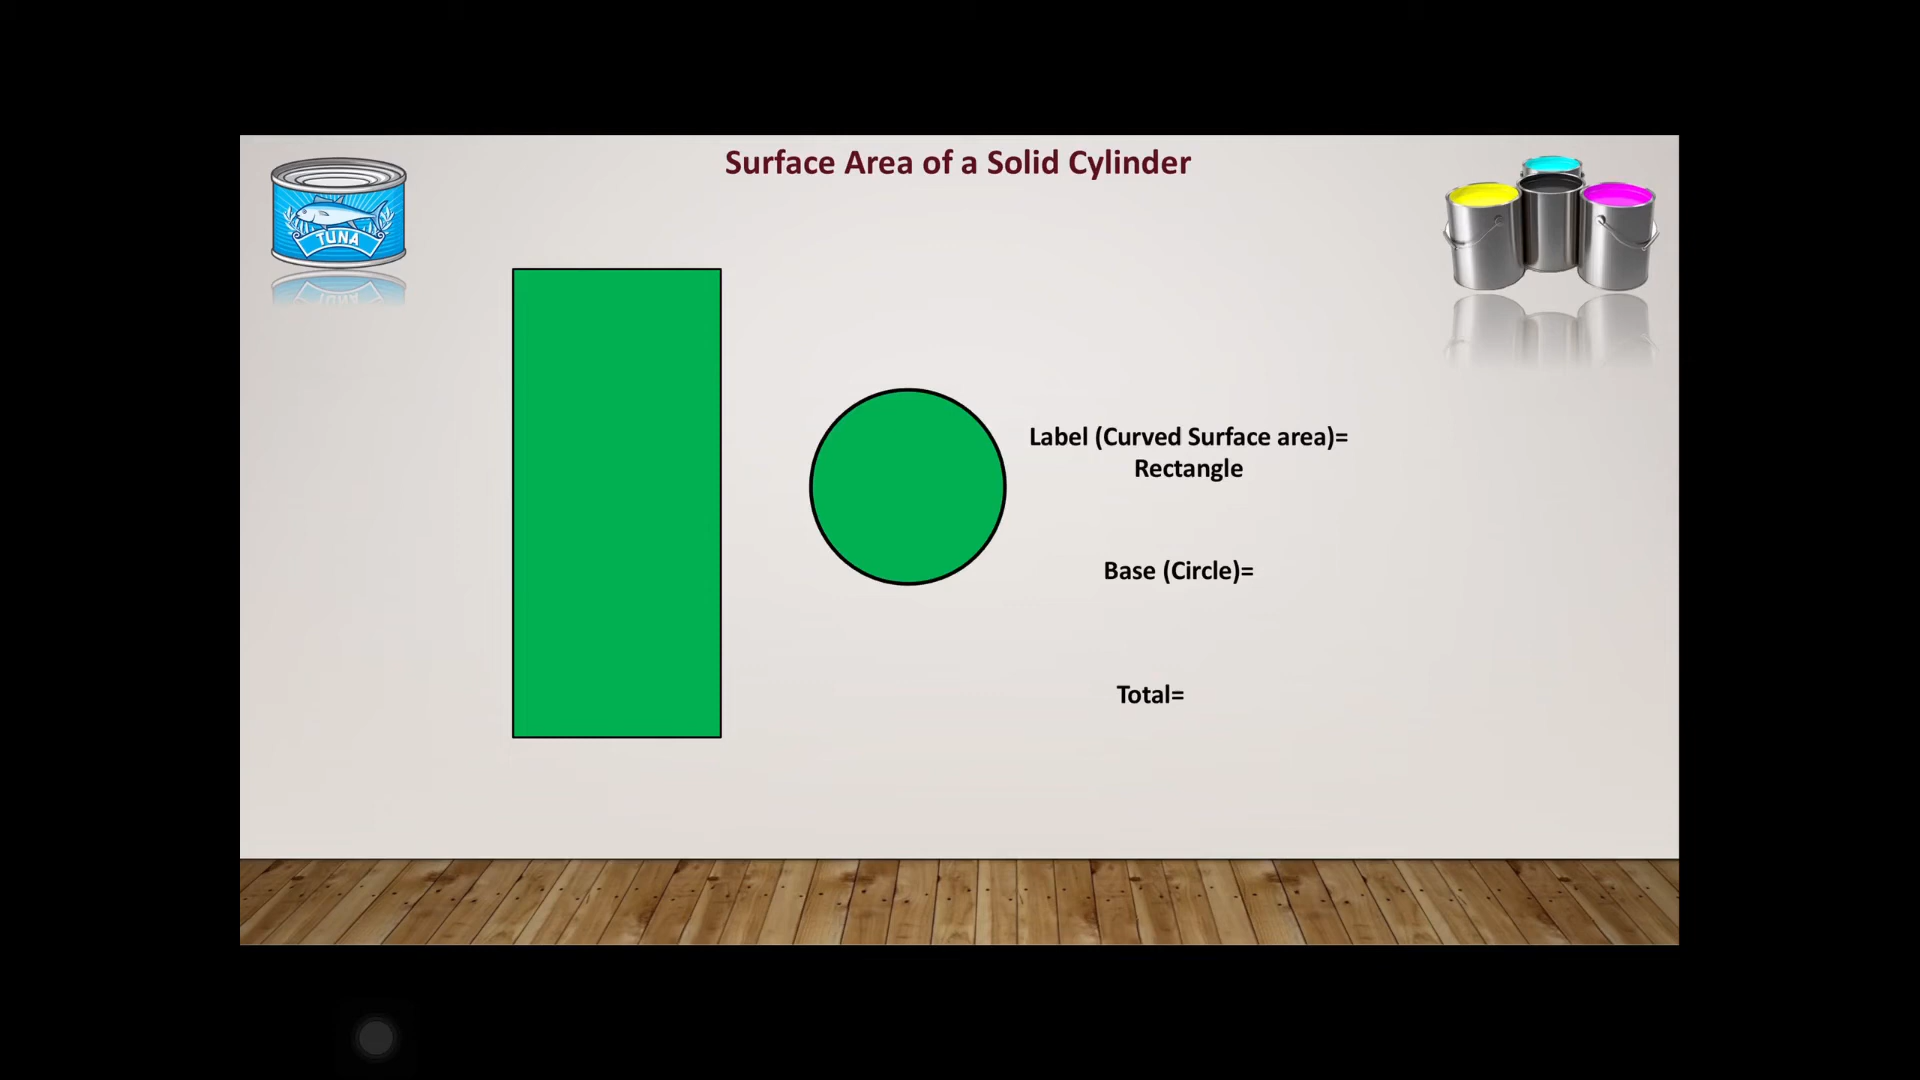 Surface Area of a Solid Cylinder
TUNA
Label (Curved Surface area)=
Rectangle
Base (Circle)=
Total=